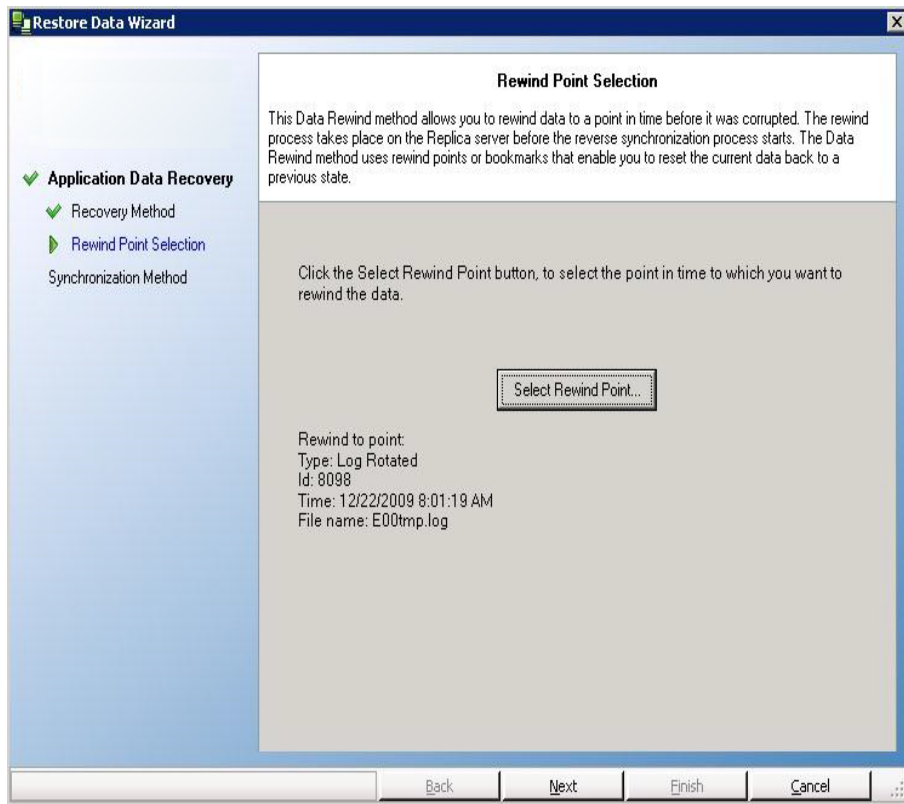 Restore Data Wizard
Application Data Recovery
Recovery Method
Rewind Point Selection
Synchronization Method
Rewind Point Selection
This Data Rewind method allows you to rewind data to a point in time before it was corrupted. The rewind
process takes place on the Replica server before the reverse synchronization process starts. The Data
Rewind method uses rewind points or bookmarks that enable you to reset the current data back to a
previous state.
Click the Select Rewind Point button, to select the point in time to which you want to
rewind the data.
Select Rewind Point...
Rewind to point:
Type: Log Rotated
Id: 8098
Time: 12/22/2009 8:01:19 AM
File name: E00tmp.log
Back Next Finish Cancel